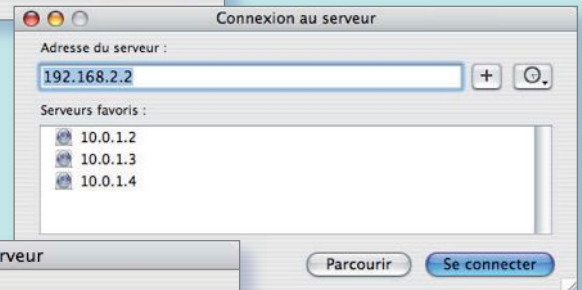 Connexion au serveur
Adresse du serveur :
192.168.2.2
Serveurs favoris :
10.0.1.2
10.0.1.3
10.0.1.4
Parcourir
Se connecter